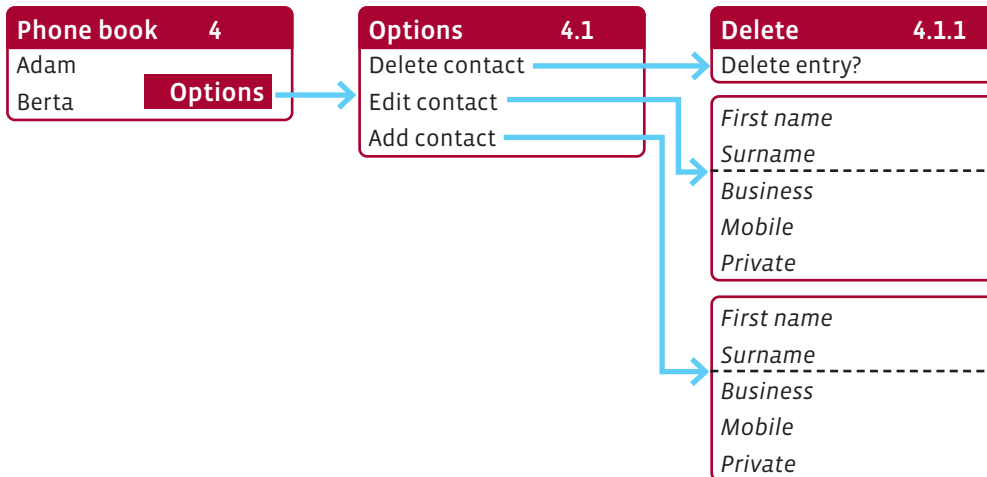 Phone book 4
Adam
Berta
Options
Options 4.1
Delete contact
Edit contact
Add contact
Delete 4.1.1
Delete entry?
First name
Surname
Business
Mobile
Private
First name
Surname
Business
Mobile
Private